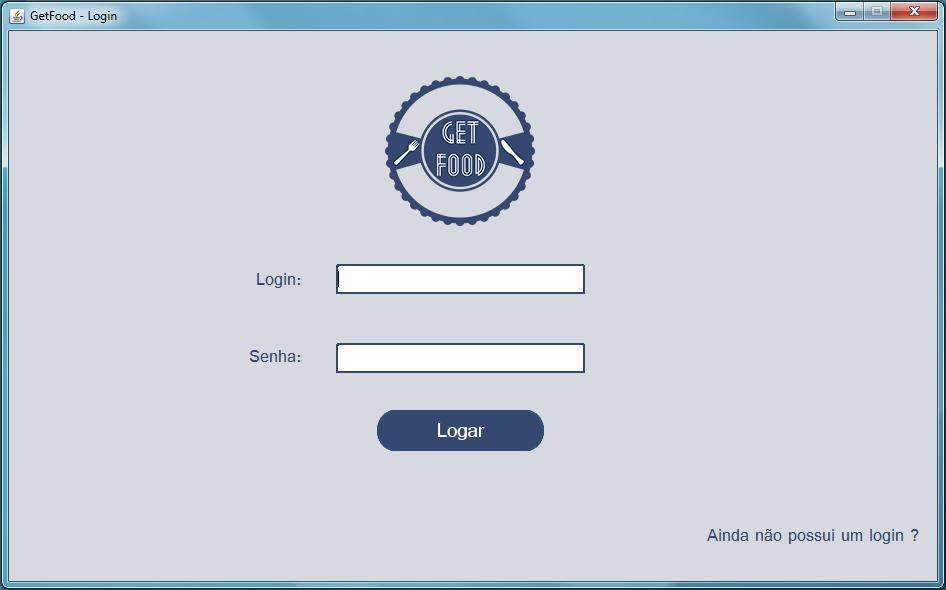 GetFood - Login
GET
FOOD
Login:
Senha:
Logar
Ainda não possui um login ?